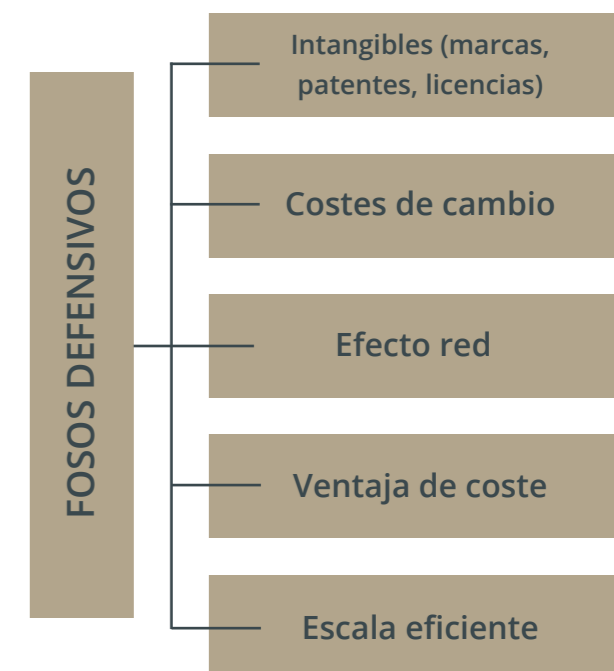 FOSOS DEFENSIVOS
Intangibles (marcas,
patentes, licencias)
Costes de cambio
Efecto red
Ventaja de coste
Escala eficiente